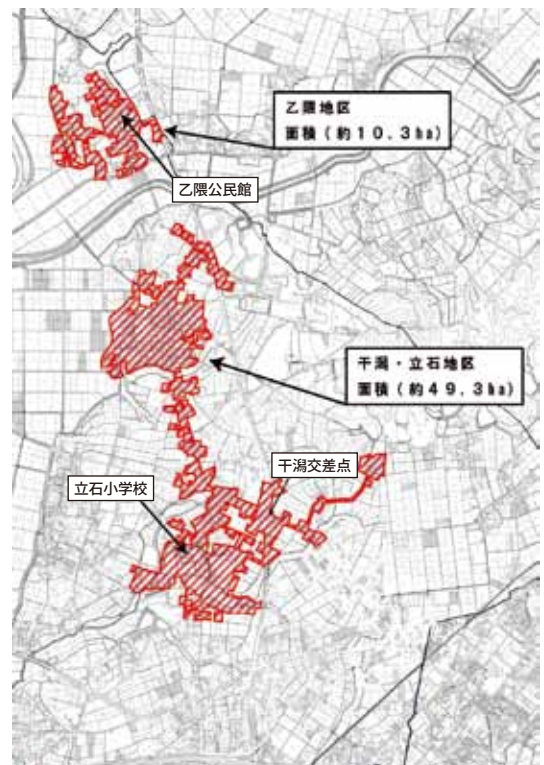 乙隈地区
面積（約10.3ha）
乙隈公民館
干潟・立石地区
面積（約49.3ha）
干潟交差点
立石小学校